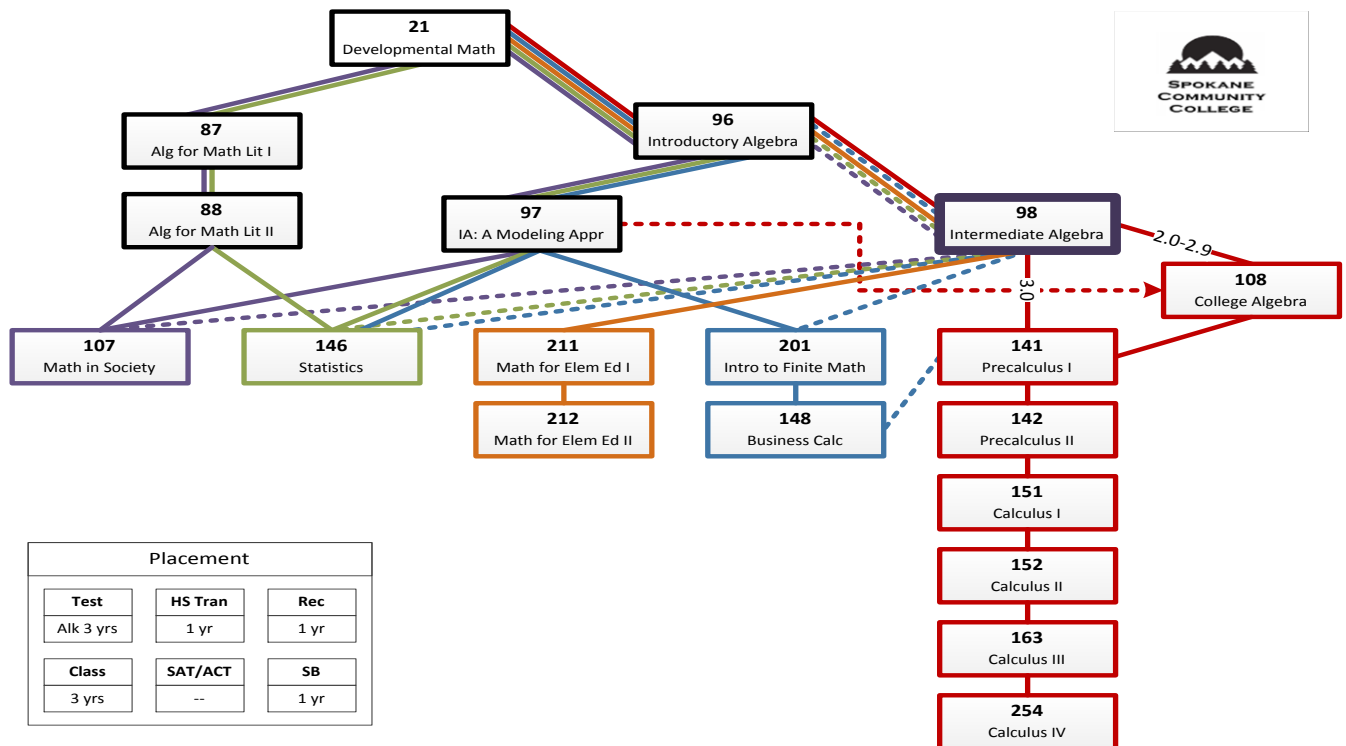 21
Developmental Math
SPOKANE
COMMUNITY
COLLEGE
96
Introductory Algebra
87
Alg for Math Lit I
88
Alg for Math Lit II
97
IA: A Modeling Appr
98
Intermediate Algebra
2.0-2.9
3.0
108
College Algebra
107
Math in Society
146
Statistics
211
Math for Elem Ed I
201
Intro to Finite Math
141
Precalculus I
212
Math for Elem Ed II
148
Business Calc
142
Precalculus II
151
Calculus I
152
Calculus II
163
Calculus III
254
Calculus IV
Placement
Test
Alk 3 yrs
HS Tran
1 yr
Rec
1 yr
Class
3 yrs
SAT/ACT
--
SB
1 yr